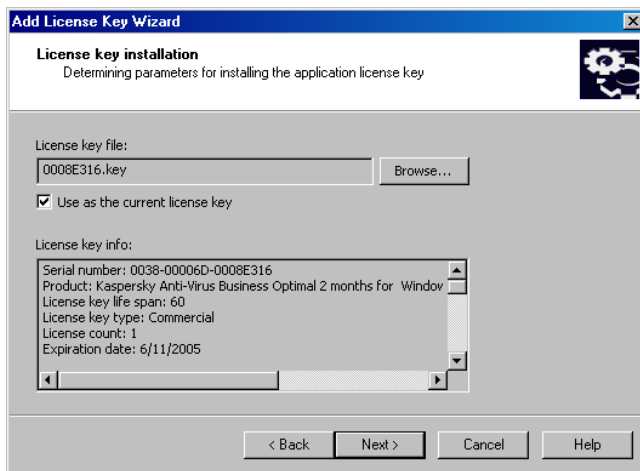 Add License Key Wizard
License key installation
Determining parameters for installing the application license key
License key file:
0008E316.key
Browse...
Use as the current license key
License key info:
Serial number: 0038-00006D-0008E316
Product: Kaspersky Anti-Virus Business Optimal 2 months for Window
License key life span: 60
License key type: Commercial
License count: 1
Expiration date: 6/11/2005
< Back Next > Cancel Help